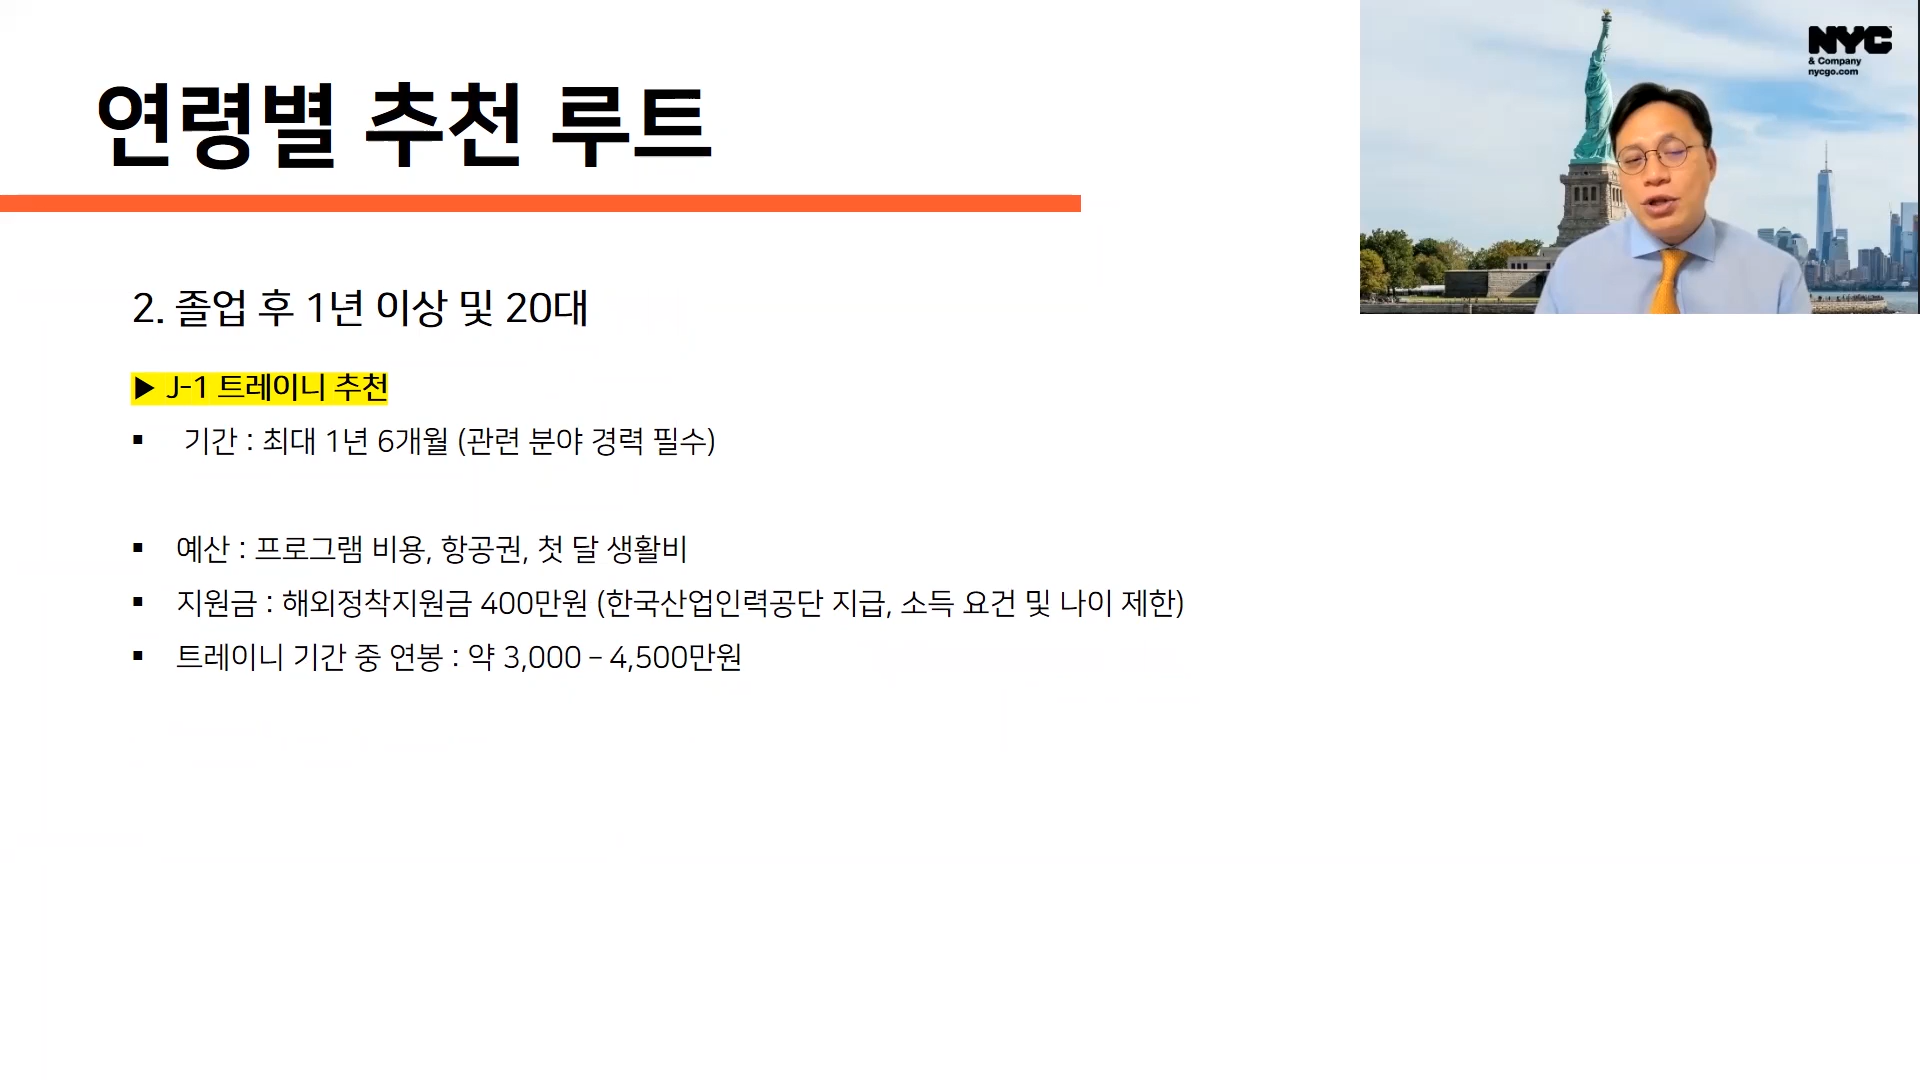 연령별 추천 루트
2. 졸업 후 1년 이상 및 20대
▶ J-1 트레이니 추천
▪ 기간 : 최대 1년 6개월 (관련 분야 경력 필수)
▪ 예산 : 프로그램 비용, 항공권, 첫 달 생활비
▪ 지원금 : 해외정착지원금 400만원 (한국산업인력공단 지급, 소득 요건 및 나이 제한)
▪ 트레이니 기간 중 연봉 : 약 3,000 – 4,500만원
NYC
& Company
nycgo.com